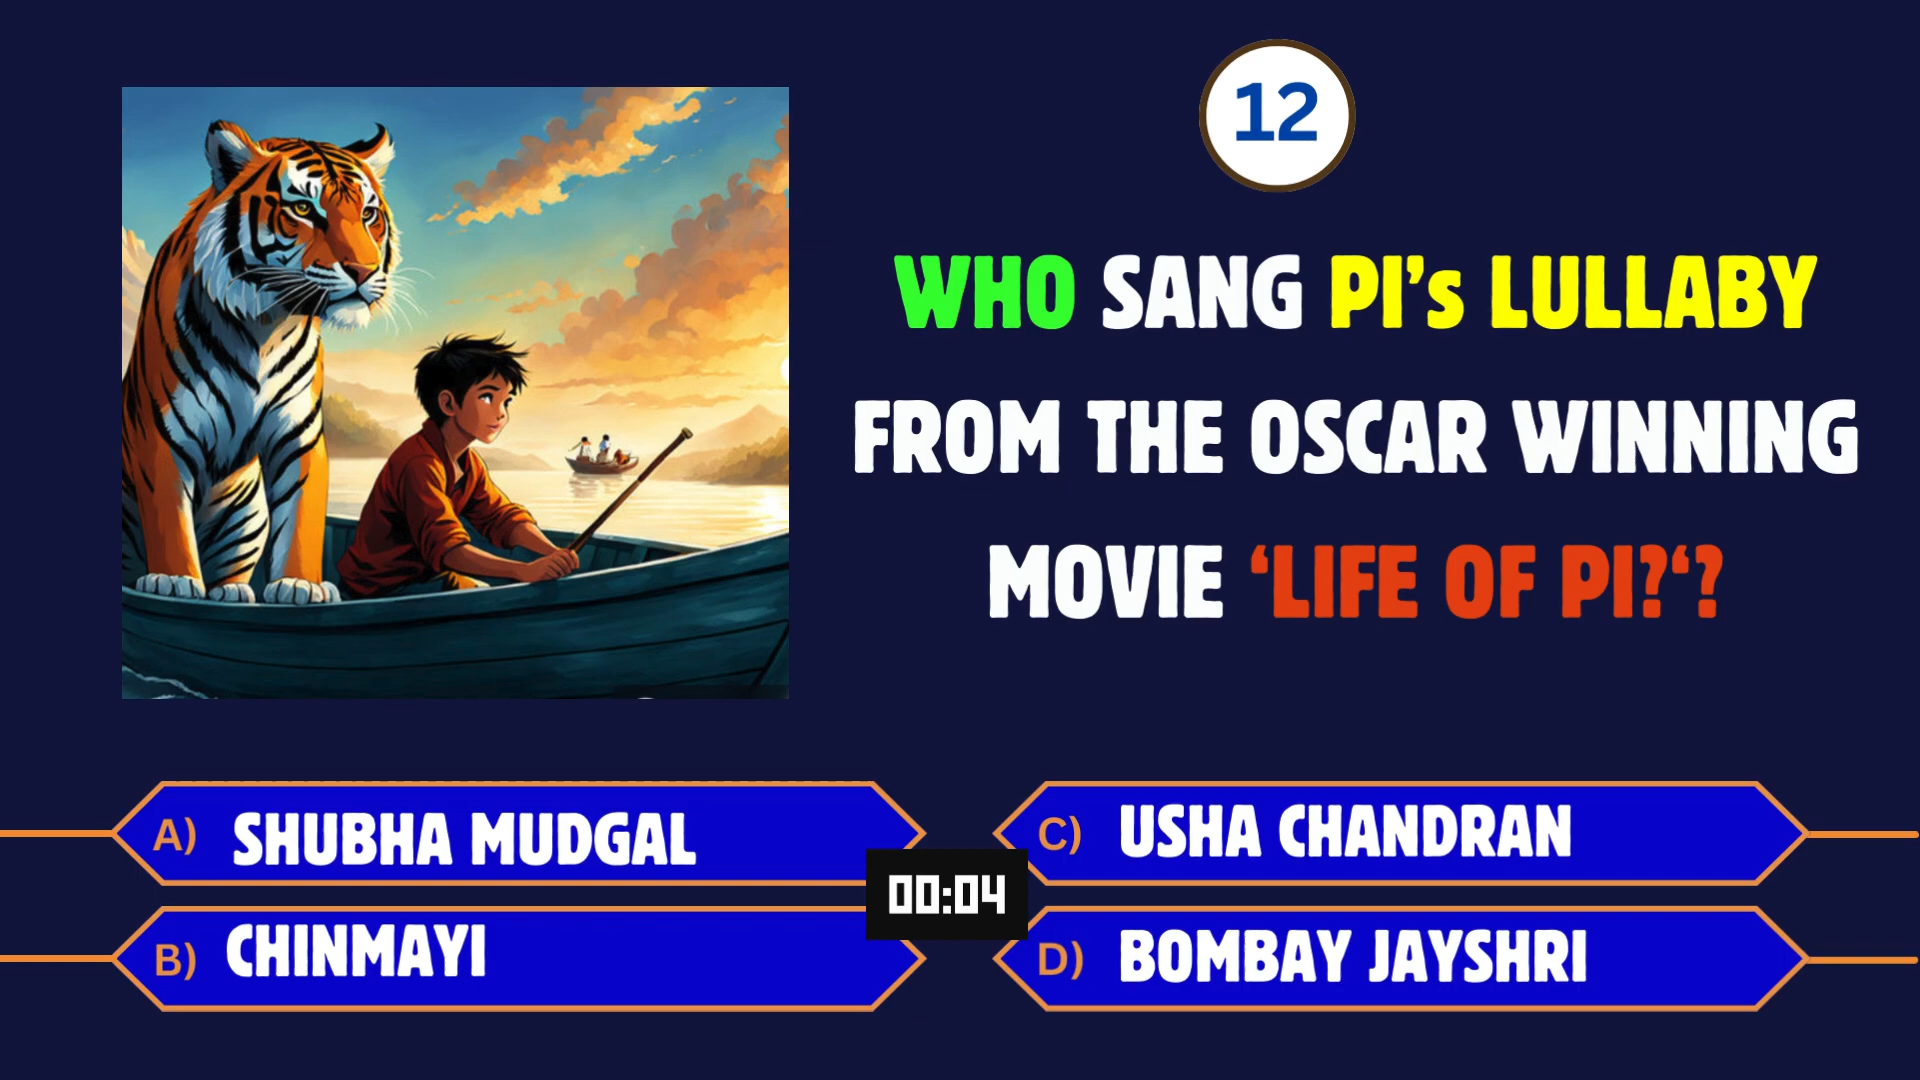 12
WHO SANG PI's LULLABY
FROM THE OSCAR WINNING
MOVIE ‘LIFE OF PI?‘?
A) SHUBHA MUDGAL
C) USHA CHANDRAN
00:04
B) CHINMAYI
D) BOMBAY JAYSHRI